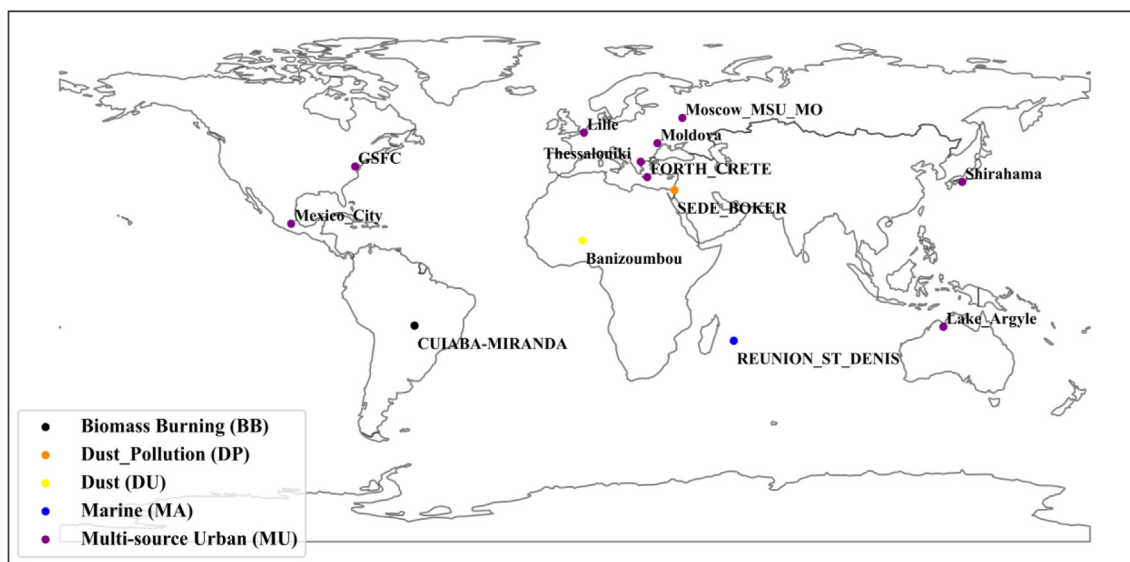 Moscow_MSU_MO
Lille
Moldova
Thessaloniki
GSFC
FORTH_CRETE
Shirahama
SEDE_BOKER
Mexico_City
Banizoumbou
Lake_Argyle
CUIABA-MIRANDA
REUNION_ST_DENIS
Biomass Burning (BB)
Dust_Pollution (DP)
Dust (DU)
Marine (MA)
Multi-source Urban (MU)